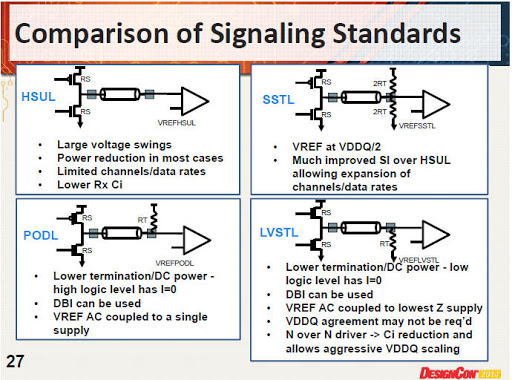 Comparison of Signaling Standards
HSUL
RS
RS
VREFHSUL
• Large voltage swings
• Power reduction in most cases
• Limited channels/data rates
• Lower Rx Ci
SSTL
RS
RS
2RT
2RT
VREFSSTL
• VREF at VDDQ/2
• Much improved SI over HSUL
allowing expansion of
channels/data rates
PODL
RS
RS
RT
VREFPODL
• Lower termination/DC power -
high logic level has I=0
• DBI can be used
• VREF AC coupled to a single
supply
LVSTL
RS
RS
RT
VREFLVSTL
• Lower termination/DC power - low
logic level has I=0
• DBI can be used
• VREF AC coupled to lowest Z supply
• VDDQ agreement may not be req'd
• N over N driver -> Ci reduction and
allows aggressive VDDQ scaling
27
DESIGNCON 2014